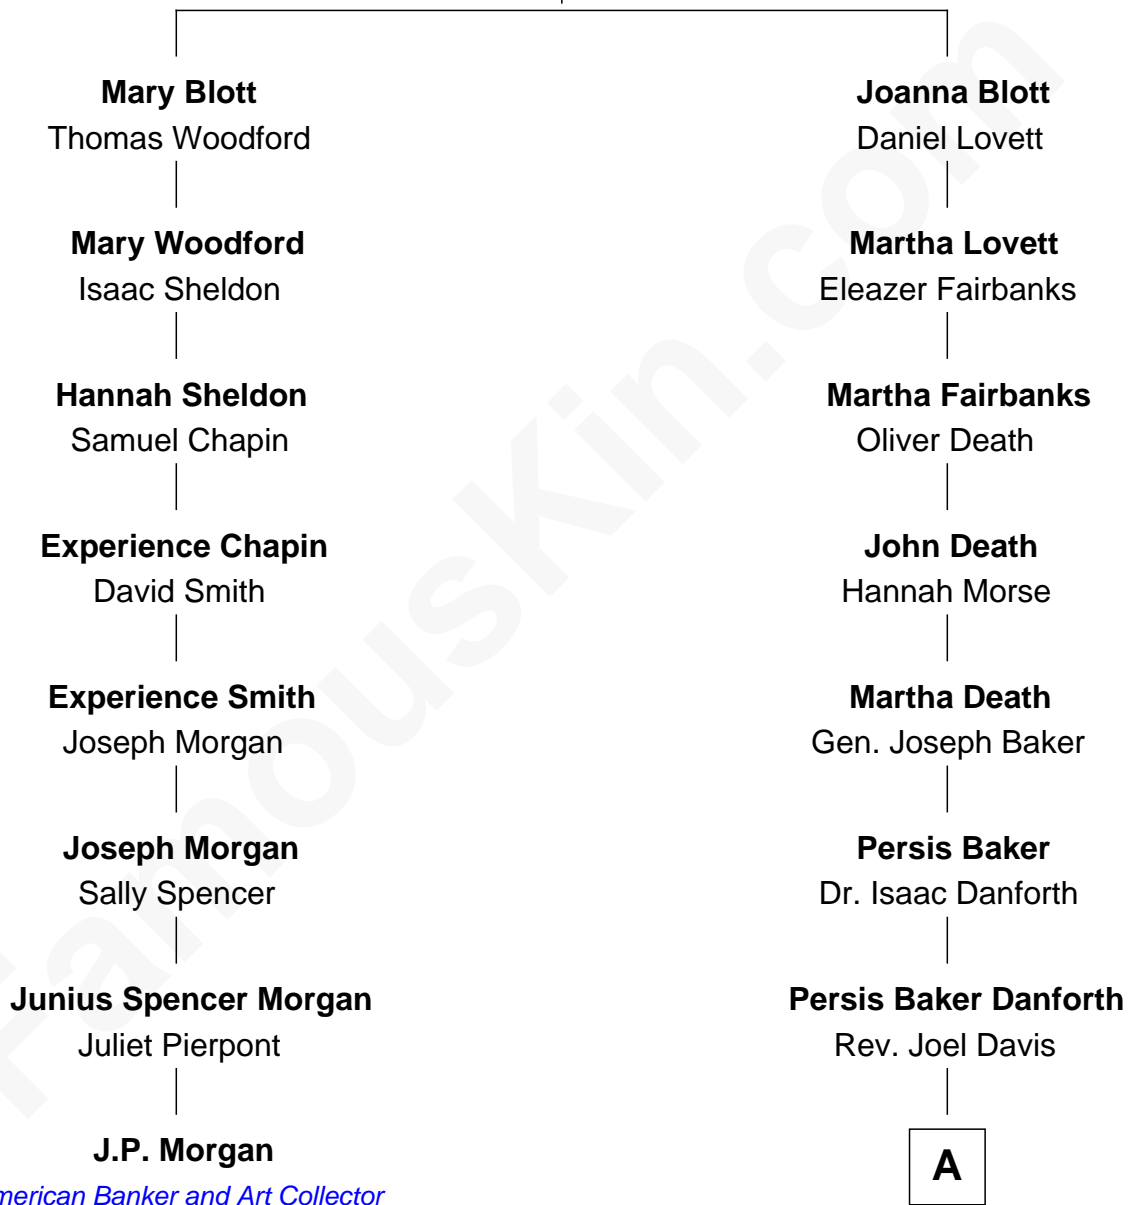 Mary Blott
Thomas Woodford
Mary Woodford
Isaac Sheldon
Hannah Sheldon
Samuel Chapin
Experience Chapin
David Smith
Experience Smith
Joseph Morgan
Joseph Morgan
Sally Spencer
Junius Spencer Morgan
Juliet Pierpont
J.P. Morgan
merican Banker and Art Collector
Joanna Blott
Daniel Lovett
Martha Lovett
Eleazer Fairbanks
Martha Fairbanks
Oliver Death
John Death
Hannah Morse
Martha Death
Gen. Joseph Baker
Persis Baker
Dr. Isaac Danforth
Persis Baker Danforth
Rev. Joel Davis
A
FamousKin.com